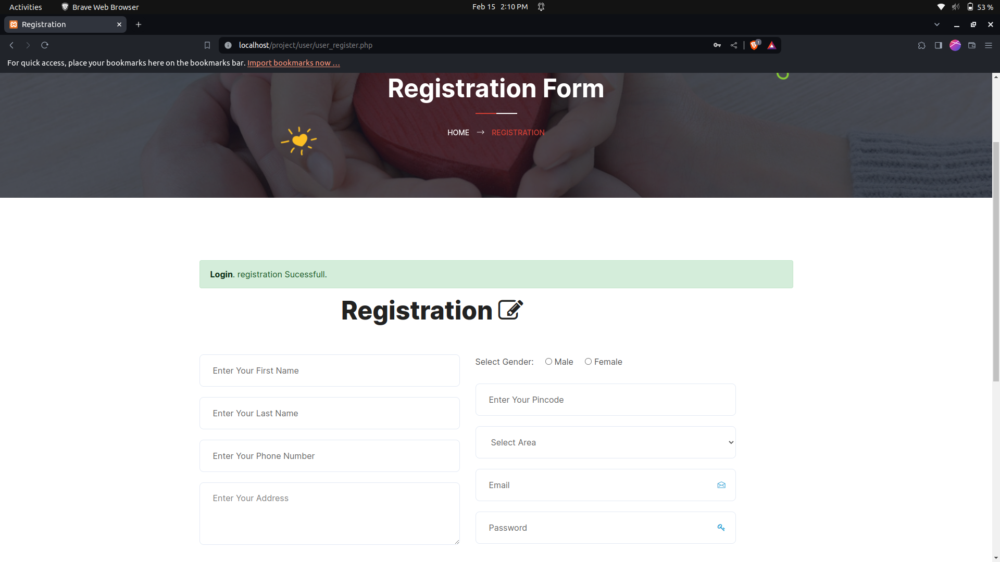 Activities Brave Web Browser Feb 15 2:10 PM 53 %
Registration
localhost/project/user/user_register.php 1
For quick access, place your bookmarks here on the bookmarks bar. Import bookmarks now ...
Registration Form
HOME → REGISTRATION
Login. registration Sucessfull.
Registration
Enter Your First Name
Enter Your Last Name
Enter Your Phone Number
Enter Your Address
Select Gender: Male Female
Enter Your Pincode
Select Area
Email
Password